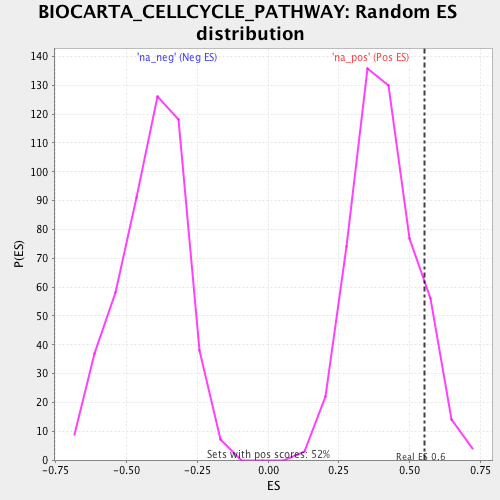 BIOCARTA_CELLCYCLE_PATHWAY: Random ES
distribution
'na_neg' (Neg ES) 'na_pos' (Pos ES)
140
130
120
110
100
90
80
70
60
50
40
30
20
10
0
P(ES)
Sets with pos scores: 52%
Real ES 0.6
-0.75 -0.50 -0.25 0.00 0.25 0.50 0.75
ES